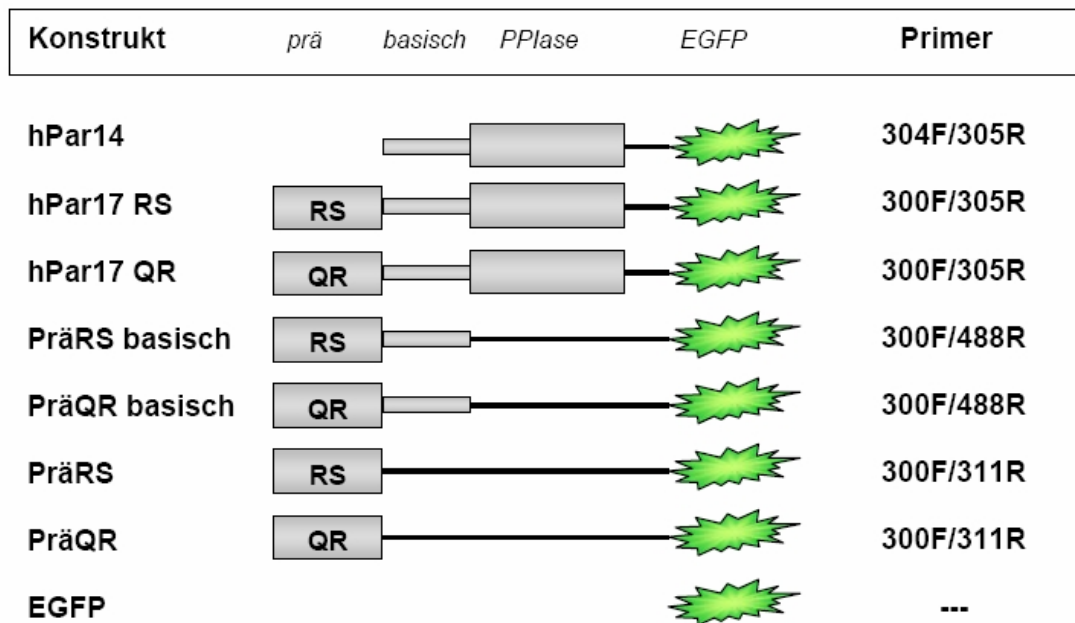 Konstrukt prä basisch PPIase EGFP Primer
hPar14 304F/305R
hPar17 RS RS 300F/305R
hPar17 QR QR 300F/305R
PräRS basisch RS 300F/488R
PräQR basisch QR 300F/488R
PräRS RS 300F/311R
PräQR QR 300F/311R
EGFP ---